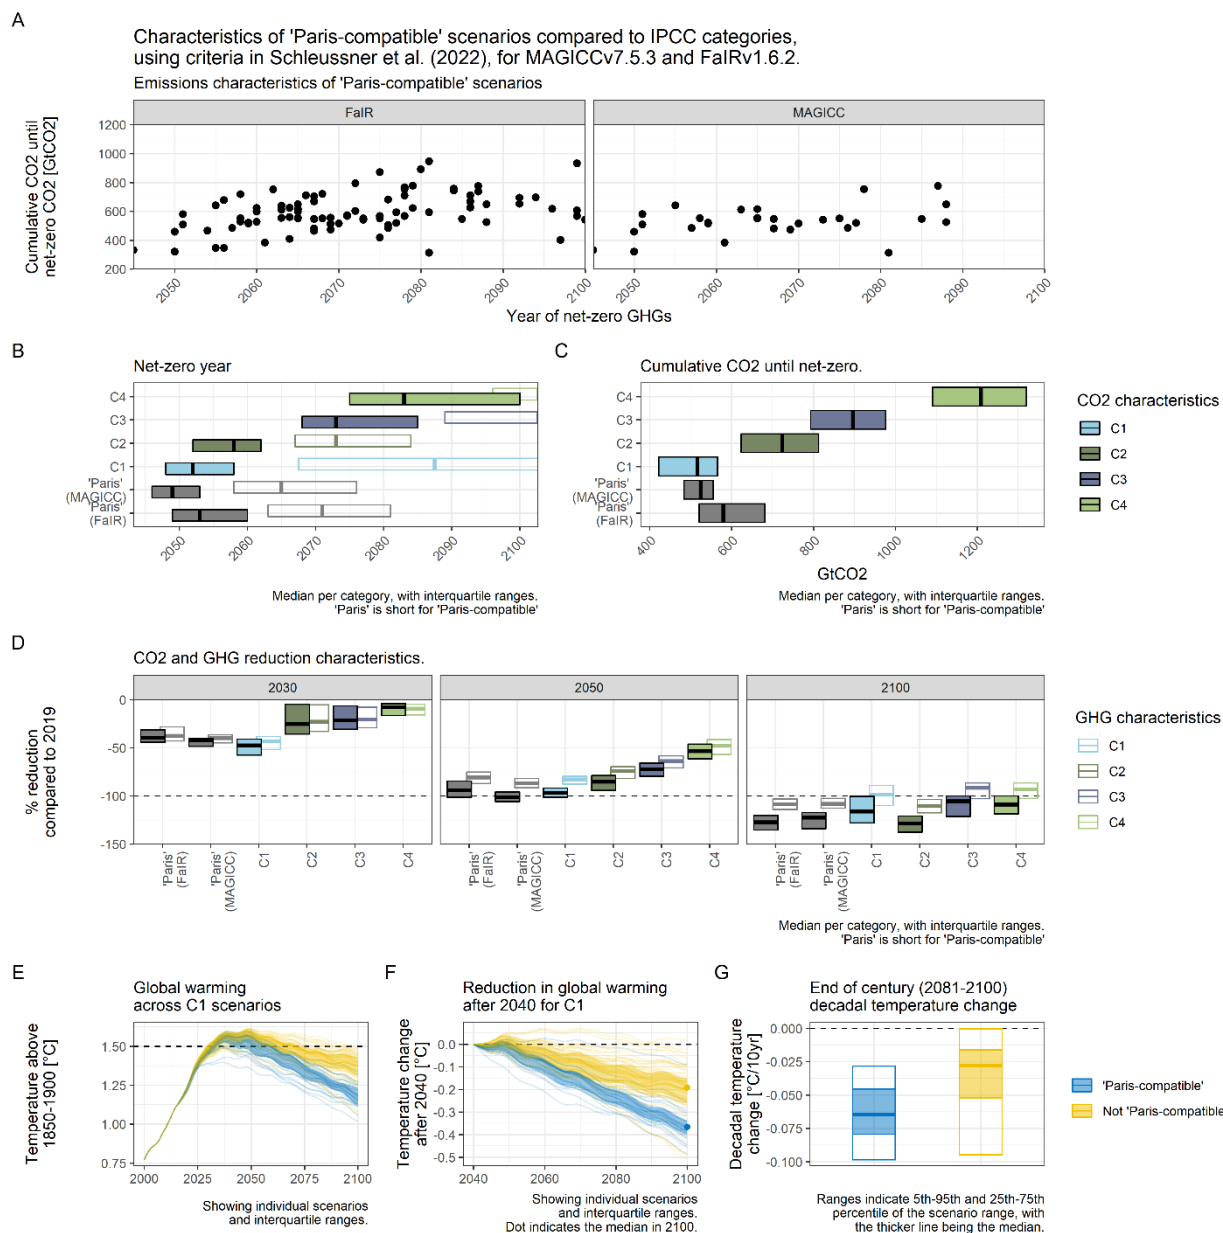 A
Characteristics of 'Paris-compatible' scenarios compared to IPCC categories,
using criteria in Schleussner et al. (2022), for MAGICCv7.5.3 and FaIRv1.6.2.
Emissions characteristics of 'Paris-compatible' scenarios
FaIR
MAGICC
Cumulative CO2 until
net-zero CO2 [GtCO2]
1200
1000
800
600
400
200
2050
2060
2070
2080
2090
2100
2050
2060
2070
2080
2090
2100
Year of net-zero GHGs
B
Net-zero year
C4
C3
C2
C1
'Paris'
(MAGICC)
'Paris'
(FaIR)
2050
2060
2070
2080
2090
2100
Median per category, with interquartile ranges.
'Paris' is short for 'Paris-compatible'
C
Cumulative CO2 until net-zero.
C4
C3
C2
C1
'Paris'
(MAGICC)
'Paris'
(FaIR)
400
600
800
1000
1200
GtCO2
Median per category, with interquartile ranges.
'Paris' is short for 'Paris-compatible'
CO2 characteristics
C1
C2
C3
C4
D
CO2 and GHG reduction characteristics.
2030
2050
2100
% reduction
compared to 2019
0
-50
-100
-150
'Paris'
(FaIR)
'Paris'
(MAGICC)
C1
C2
C3
C4
'Paris'
(FaIR)
'Paris'
(MAGICC)
C1
C2
C3
C4
'Paris'
(FaIR)
'Paris'
(MAGICC)
C1
C2
C3
C4
Median per category, with interquartile ranges.
'Paris' is short for 'Paris-compatible'
GHG characteristics
C1
C2
C3
C4
E
Global warming
across C1 scenarios
Temperature above
1850-1900 [°C]
1.50
1.25
1.00
0.75
2000
2025
2050
2075
2100
Showing individual scenarios
and interquartile ranges.
F
Reduction in global warming
after 2040 for C1
Temperature change
after 2040 [°C]
0.0
-0.1
-0.2
-0.3
-0.4
-0.5
2040
2060
2080
2100
Showing individual scenarios
and interquartile ranges.
Dot indicates the median in 2100.
G
End of century (2081-2100)
decadal temperature change
Decadal temperature
change [°C/10yr]
0.000
-0.025
-0.050
-0.075
-0.100
Ranges indicate 5th-95th and 25th-75th
percentile of the scenario range, with
the thicker line being the median.
'Paris-compatible'
Not 'Paris-compatible